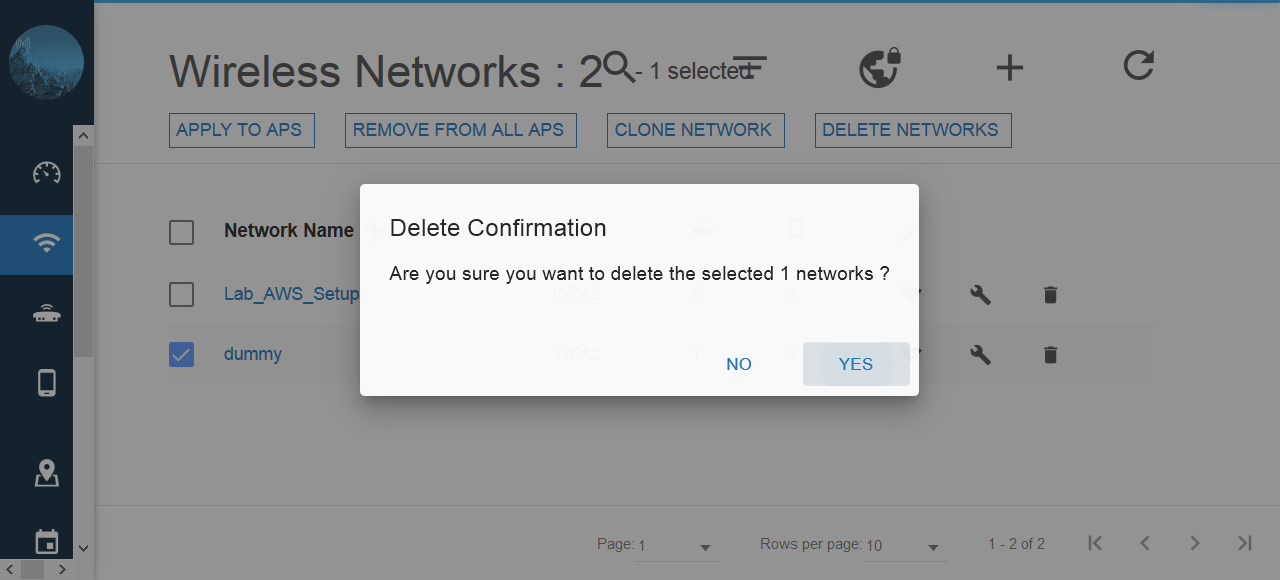 Wireless Networks : 2 - 1 selected
APPLY TO APS REMOVE FROM ALL APS CLONE NETWORK DELETE NETWORKS
Network Name
Delete Confirmation
Are you sure you want to delete the selected 1 networks ?
Lab_AWS_Setup WPA2
dummy WPA2
NO YES
Page: 1 Rows per page: 10 1 - 2 of 2